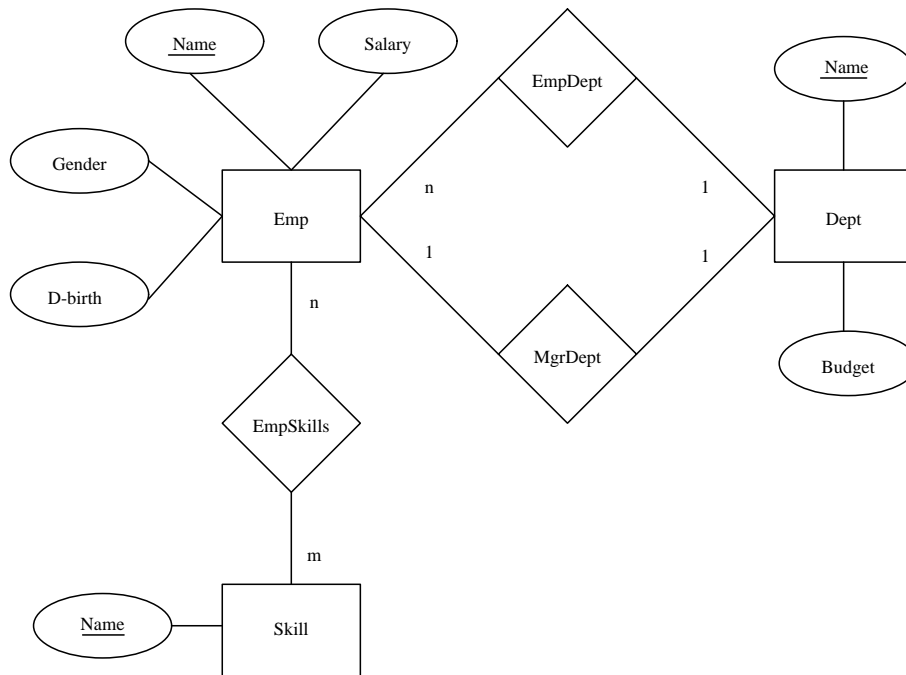 Name
Salary
EmpDept
Name
Gender
n
1
Emp
Dept
1
1
D-birth
n
MgrDept
Budget
EmpSkills
m
Name
Skill